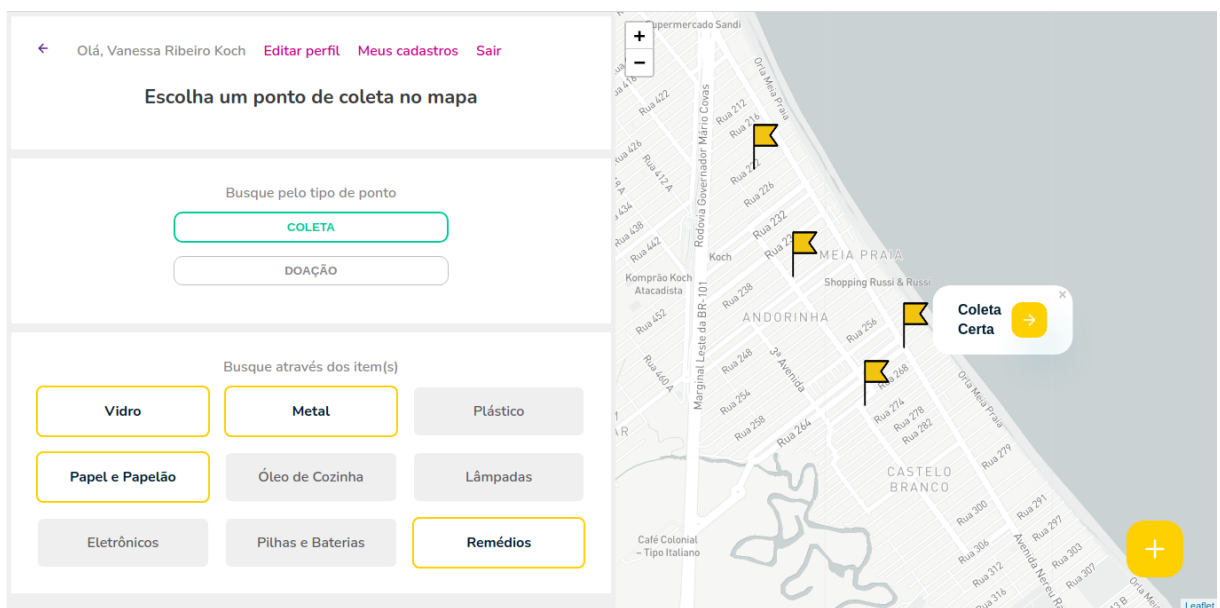 ← Olá, Vanessa Ribeiro Koch Editar perfil Meus cadastros Sair
Escolha um ponto de coleta no mapa
Busque pelo tipo de ponto
COLETA
DOAÇÃO
Busque através dos item(s)
Vidro Metal Plástico
Papel e Papelão Óleo de Cozinha Lâmpadas
Eletrônicos Pilhas e Baterias Remédios
+
−
Supermercado Sandi
Orla Meia Praia
Rua 422
Rua 212
Rua 216
Rodovia Governador Mário Covas
Rua 426
Rua 412 A
Rua 222
Rua 226
Rua 232
Rua 438
Rua 442
Koch
MEIA PRAIA
Komprão Koch
Atacadista
Shopping Russi & Russi
Rua 238
Coleta
Certa
→
×
Marginal Leste da BR-101
ANDORINHA
Rua 452
Rua 256
Rua 248
3ª Avenida
Rua 460 A
Rua 268
Orla Meia Praia
Rua 254
Rua 258
Rua 264
Rua 274
Rua 278
Rua 282
Rua 279
CASTELO
BRANCO
Rua 300
Rua 291
Rua 297
Café Colonial
– Tipo Italiano
Rua 306
Rua 303
Rua 312
Rua 307
Rua 316
+
Leaflet